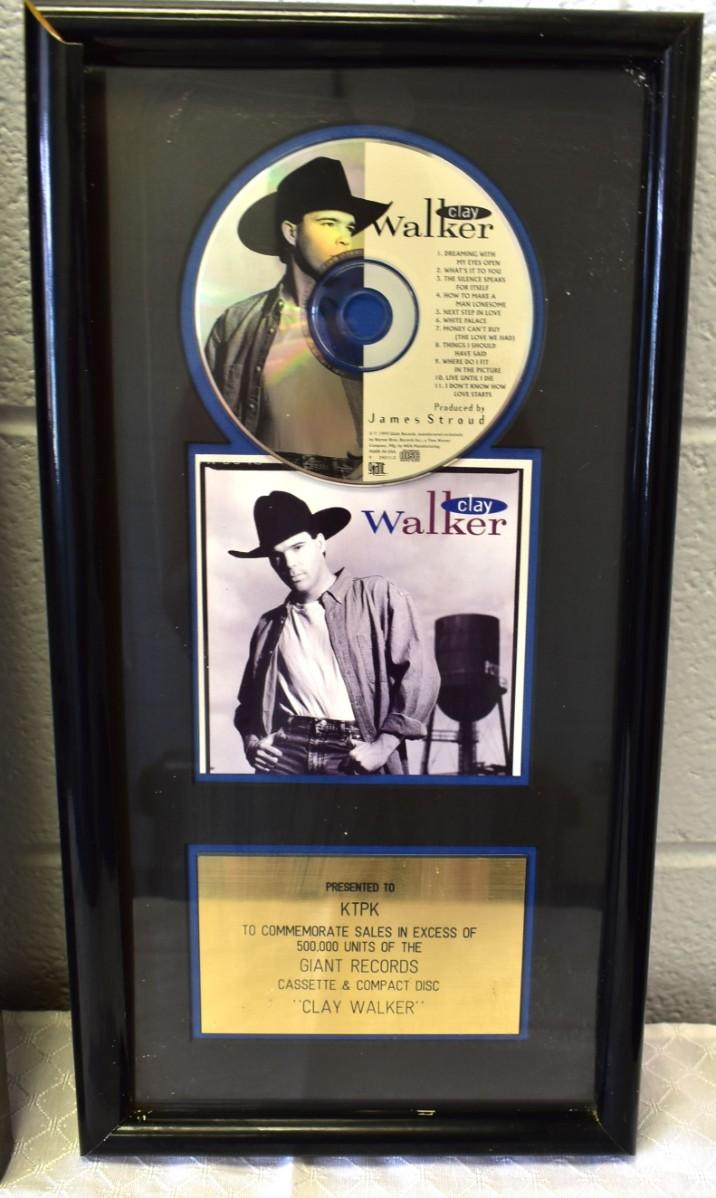 clay
walker
1. DREAMING WITH
MY EYES OPEN
2. WHAT'S IT TO YOU
3. THE SILENCE SPEAKS
FOR ITSELF
4. HOW TO MAKE A
MAN LONESOME
5. NEXT STEP IN LOVE
6. WHITE PALACE
7. MONEY CAN'T BUY
(THE LOVE WE HAD)
8. THINGS I SHOULD
HAVE SAID
9. WHERE DO I FIT
IN THE PICTURE
10. LIVE UNTIL I DIE
11. I DON'T KNOW HOW
LOVE STARTS
Produced by
James Stroud
MADE IN USA
clay
walker
PRESENTED TO
KTPK
TO COMMEMORATE SALES IN EXCESS OF
500,000 UNITS OF THE
GIANT RECORDS
CASSETTE & COMPACT DISC
"CLAY WALKER"